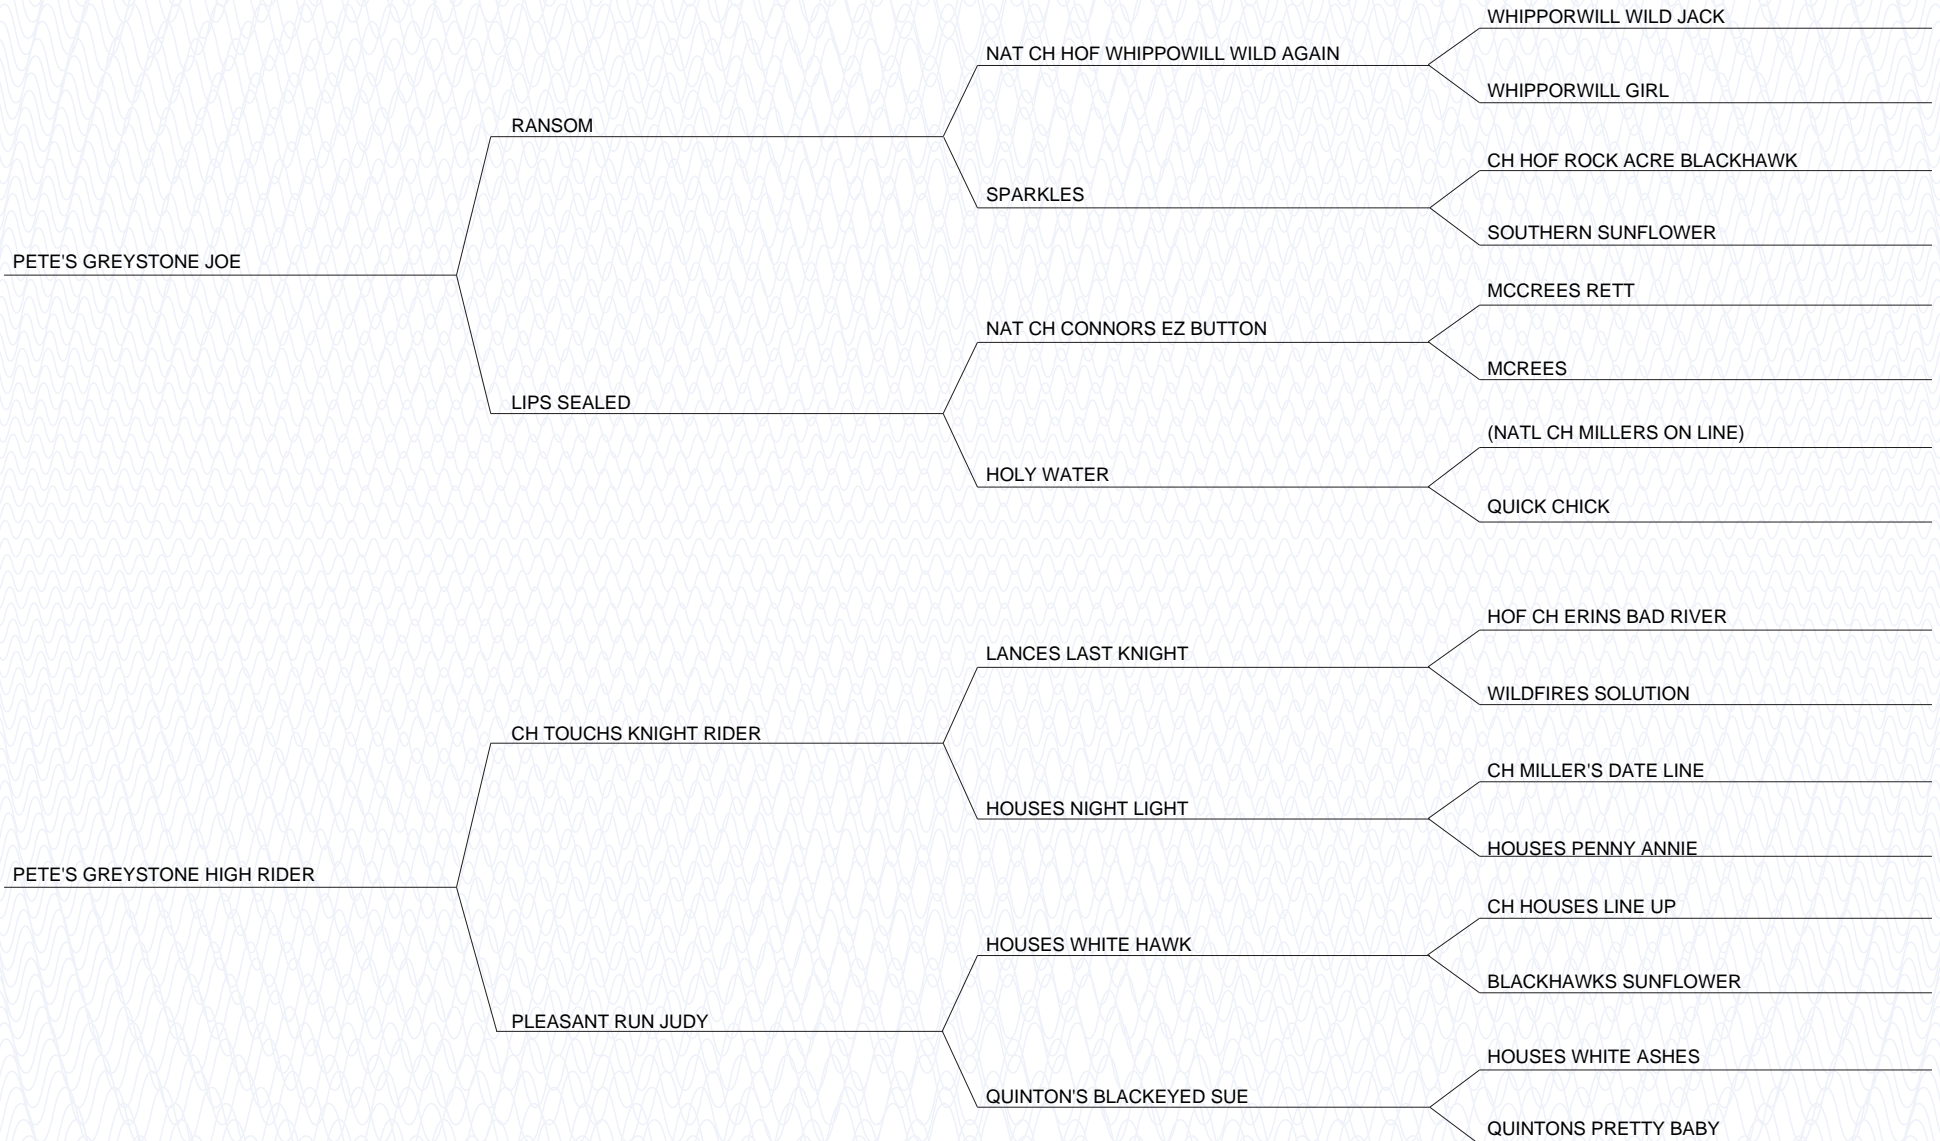 WHIPPORWILL WILD JACK
NAT CH HOF WHIPPOWILL WILD AGAIN
WHIPPORWILL GIRL
RANSOM
CH HOF ROCK ACRE BLACKHAWK
SPARKLES
SOUTHERN SUNFLOWER
PETE'S GREYSTONE JOE
MCCREES RETT
NAT CH CONNORS EZ BUTTON
MCREES
LIPS SEALED
(NATL CH MILLERS ON LINE)
HOLY WATER
QUICK CHICK
HOF CH ERINS BAD RIVER
LANCES LAST KNIGHT
WILDFIRES SOLUTION
CH TOUCHS KNIGHT RIDER
CH MILLER'S DATE LINE
HOUSES NIGHT LIGHT
HOUSES PENNY ANNIE
PETE'S GREYSTONE HIGH RIDER
CH HOUSES LINE UP
HOUSES WHITE HAWK
BLACKHAWKS SUNFLOWER
PLEASANT RUN JUDY
HOUSES WHITE ASHES
QUINTON'S BLACKEYED SUE
QUINTONS PRETTY BABY